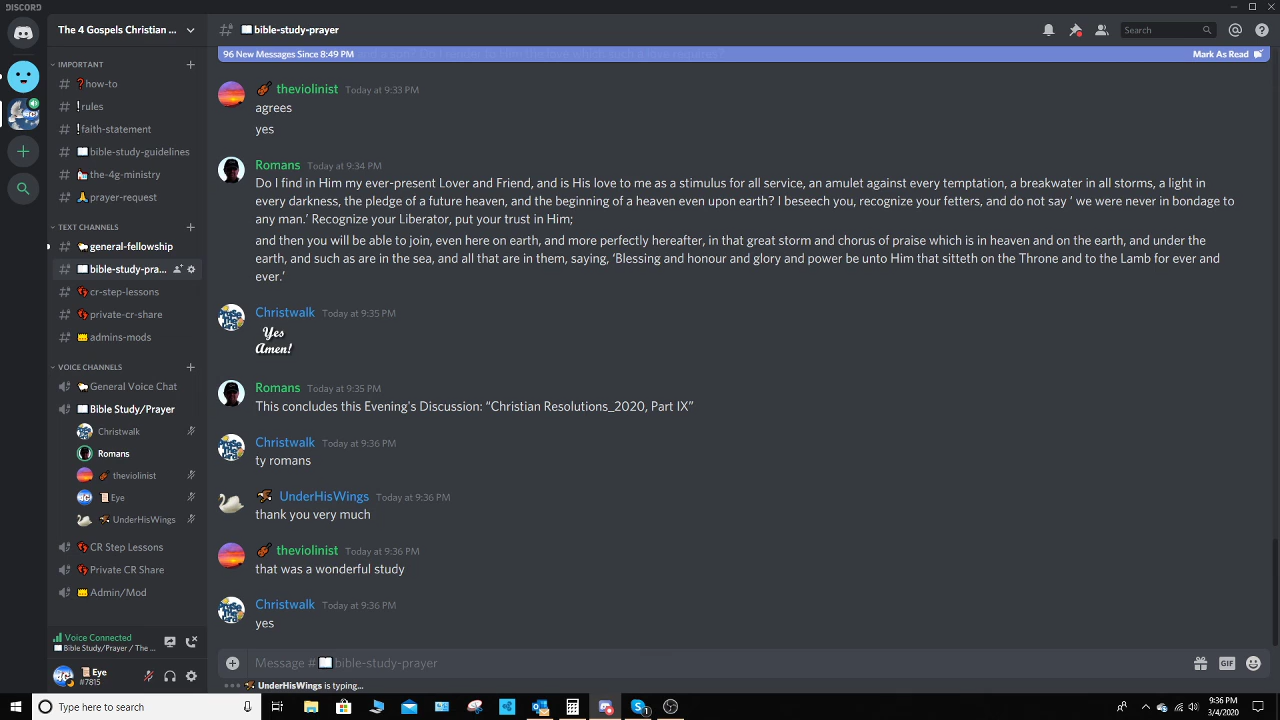 DISCORD
The 4 Gospels Christian ...
bible-study-prayer
Search
96 New Messages Since 8:49 PM
Mark As Read
IMPORTANT
how-to
rules
faith-statement
bible-study-guidelines
the-4g-ministry
prayer-request
TEXT CHANNELS
general-fellowship
bible-study-pra...
cr-step-lessons
private-cr-share
admins-mods
VOICE CHANNELS
General Voice Chat
Bible Study/Prayer
Christwalk
Romans
theviolinist
Eye
UnderHisWings
CR Step Lessons
Private CR Share
Admin/Mod
Voice Connected
Bible Study/Prayer / The ...
Eye
#7815
theviolinist Today at 9:33 PM
agrees
yes
Romans Today at 9:34 PM
Do I find in Him my ever-present Lover and Friend, and is His love to me as a stimulus for all service, an amulet against every temptation, a breakwater in all storms, a light in
every darkness, the pledge of a future heaven, and the beginning of a heaven even upon earth? I beseech you, recognize your fetters, and do not say ‘ we were never in bondage to
any man.’ Recognize your Liberator, put your trust in Him;
and then you will be able to join, even here on earth, and more perfectly hereafter, in that great storm and chorus of praise which is in heaven and on the earth, and under the
earth, and such as are in the sea, and all that are in them, saying, ‘Blessing and honour and glory and power be unto Him that sitteth on the Throne and to the Lamb for ever and
ever.’
Christwalk Today at 9:35 PM
Yes
Amen!
Romans Today at 9:35 PM
This concludes this Evening's Discussion: “Christian Resolutions_2020, Part IX”
Christwalk Today at 9:36 PM
ty romans
UnderHisWings Today at 9:36 PM
thank you very much
theviolinist Today at 9:36 PM
that was a wonderful study
Christwalk Today at 9:36 PM
yes
Message # bible-study-prayer
GIF
UnderHisWings is typing...
Type here to search
9:36 PM
3/4/2020